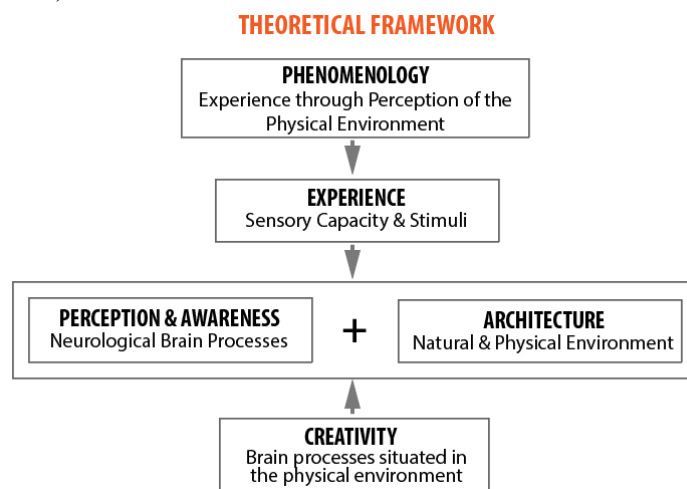 THEORETICAL FRAMEWORK
PHENOMENOLOGY
Experience through Perception of the
Physical Environment
EXPERIENCE
Sensory Capacity & Stimuli
PERCEPTION & AWARENESS
Neurological Brain Processes
+
ARCHITECTURE
Natural & Physical Environment
CREATIVITY
Brain processes situated in
the physical environment